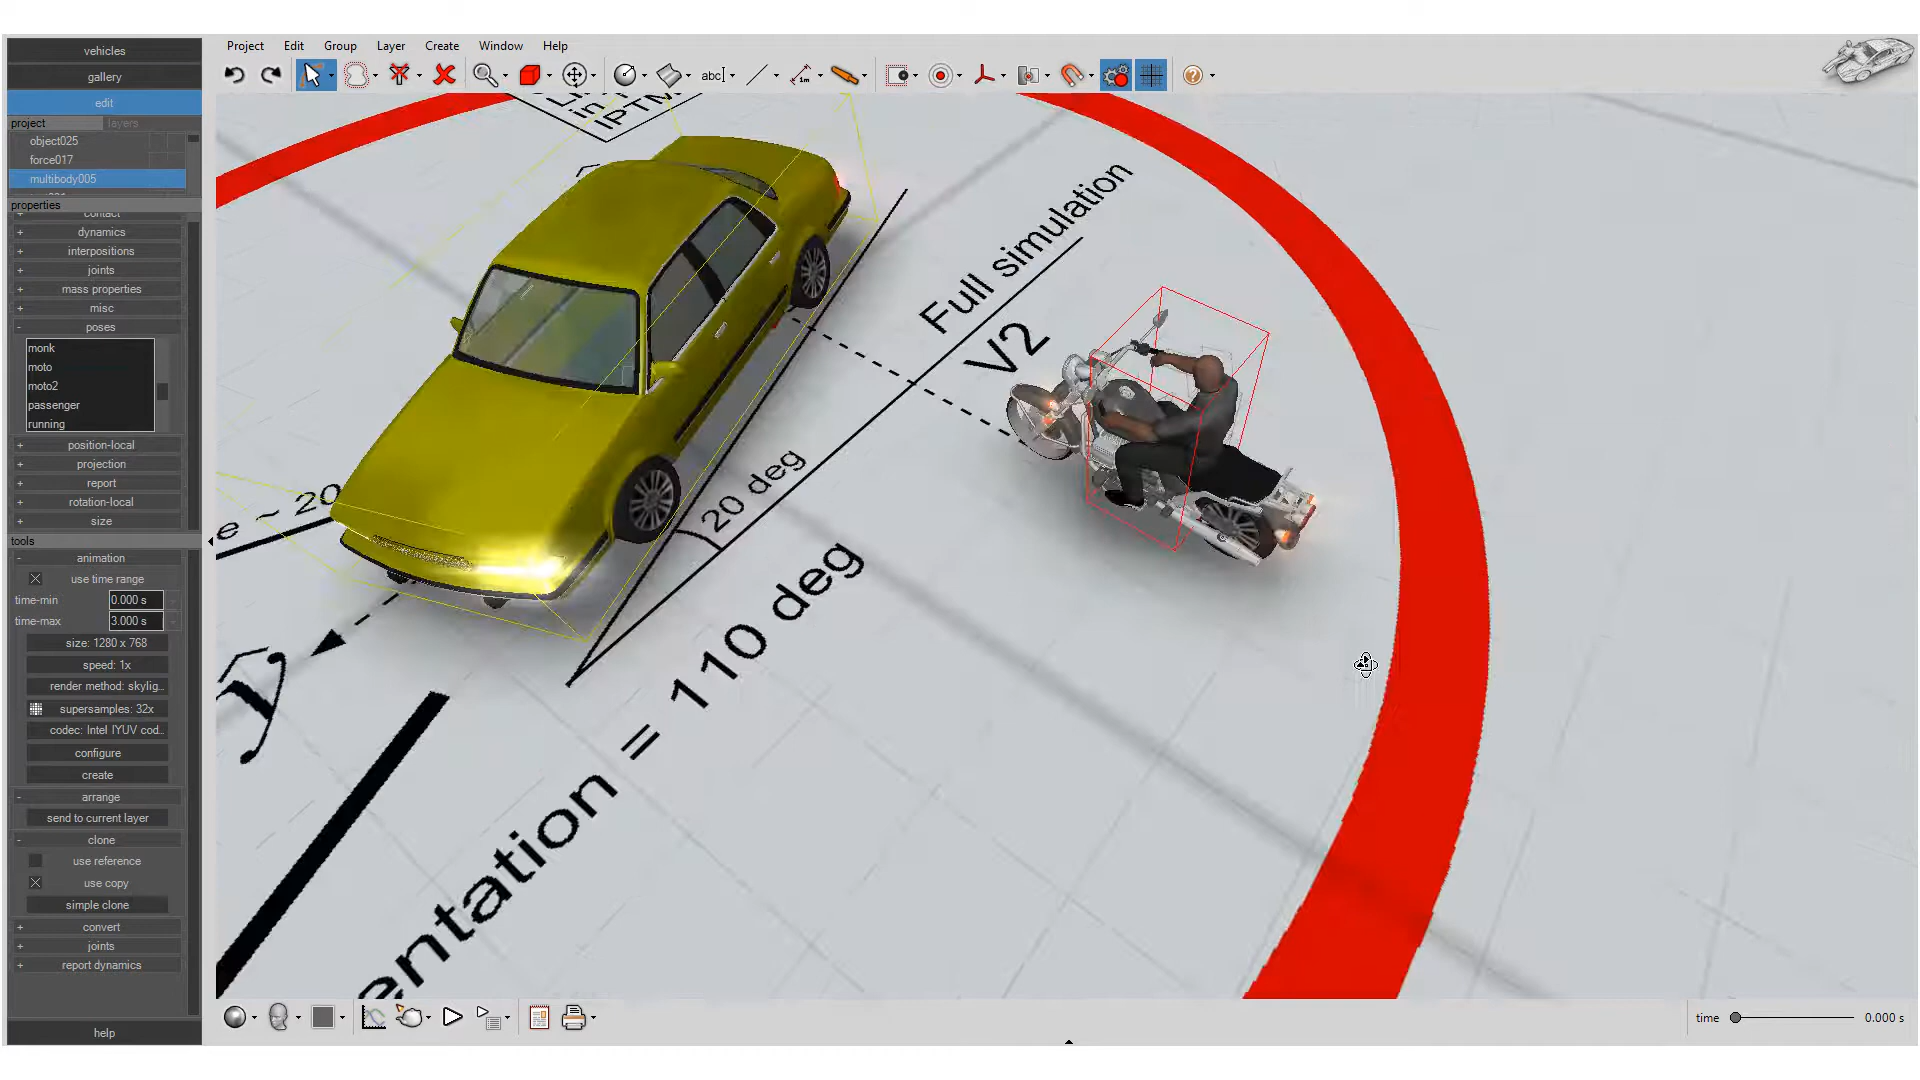 vehicles
gallery
edit
project
layers
object025
force017
multibody005
properties
contact
dynamics
interpositions
joints
mass properties
misc
poses
monk
moto
moto2
passenger
running
position-local
projection
report
rotation-local
size
tools
animation
use time range
time-min 0.000 s
time-max 3.000 s
size: 1280 x 768
speed: 1x
render method: skylig..
supersamples: 32x
codec: Intel IYUV cod..
configure
create
arrange
send to current layer
clone
use reference
use copy
simple clone
convert
joints
report dynamics
help
Project Edit Group Layer Create Window Help
abc
1m
IPTM
Full simulation
V2
20 deg
e ~ 20
y
entation = 110 deg
time 0.000 s